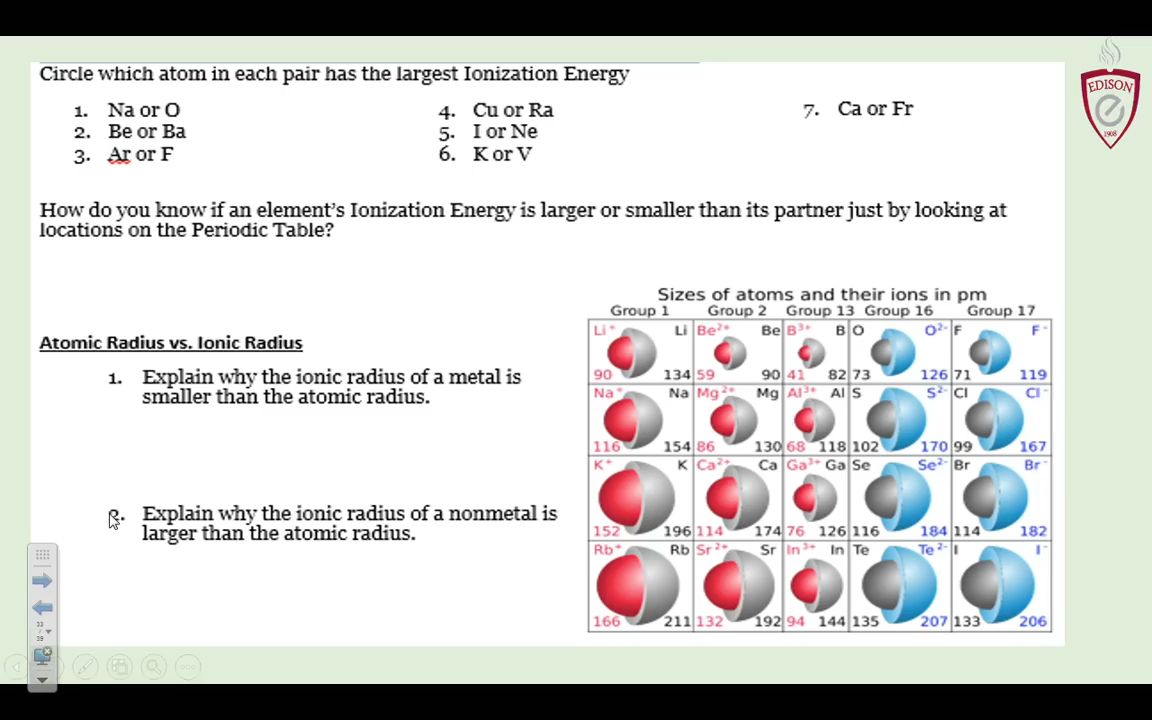 EDISON
e
1908
Circle which atom in each pair has the largest Ionization Energy
1. Na or O
2. Be or Ba
3. Ar or F
4. Cu or Ra
5. I or Ne
6. K or V
7. Ca or Fr
How do you know if an element's Ionization Energy is larger or smaller than its partner just by looking at
locations on the Periodic Table?
Atomic Radius vs. Ionic Radius
1. Explain why the ionic radius of a metal is
smaller than the atomic radius.
2. Explain why the ionic radius of a nonmetal is
larger than the atomic radius.
Sizes of atoms and their ions in pm
Group 1 Group 2 Group 13 Group 16 Group 17
Li+ Li Be2+ Be B3+ B O O2- F F-
90 134 59 90 41 82 73 126 71 119
Na+ Na Mg2+ Mg Al3+ Al S S2- Cl Cl-
116 154 86 130 68 118 102 170 99 167
K+ K Ca2+ Ca Ga3+ Ga Se Se2- Br Br-
152 196 114 174 76 126 116 184 114 182
Rb+ Rb Sr2+ Sr In3+ In Te Te2- I I-
166 211 132 192 94 144 135 207 133 206
33
/
39